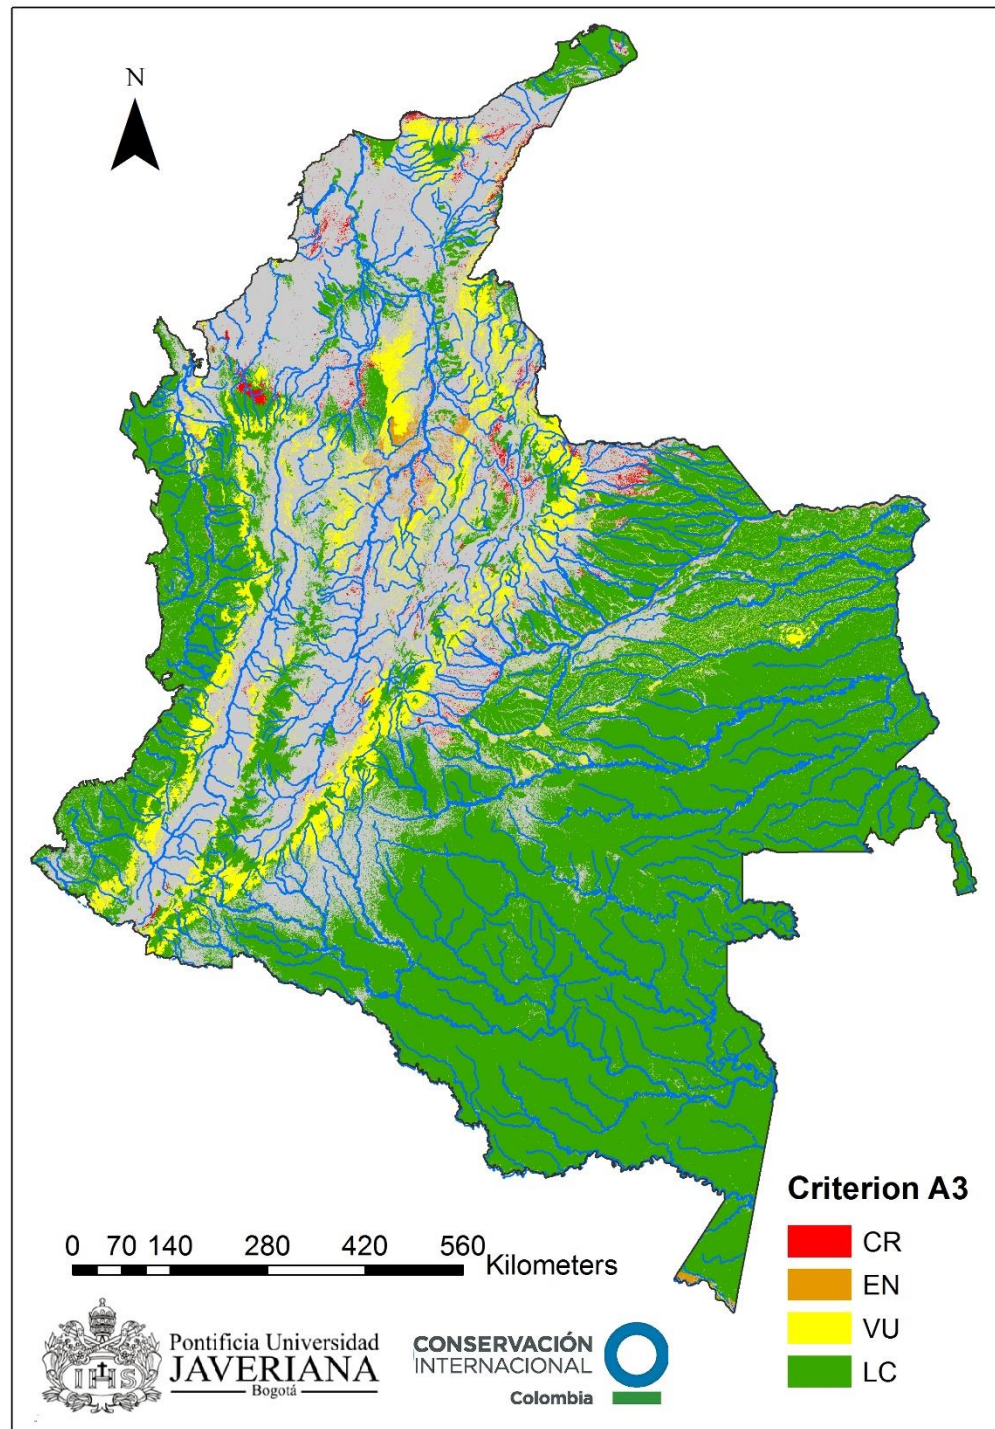 N
Criterion A3
CR
EN
VU
LC
0 70 140 280 420 560
Kilometers
IHS
Pontificia Universidad
JAVERIANA
Bogotá
CONSERVACIÓN
INTERNACIONAL
Colombia